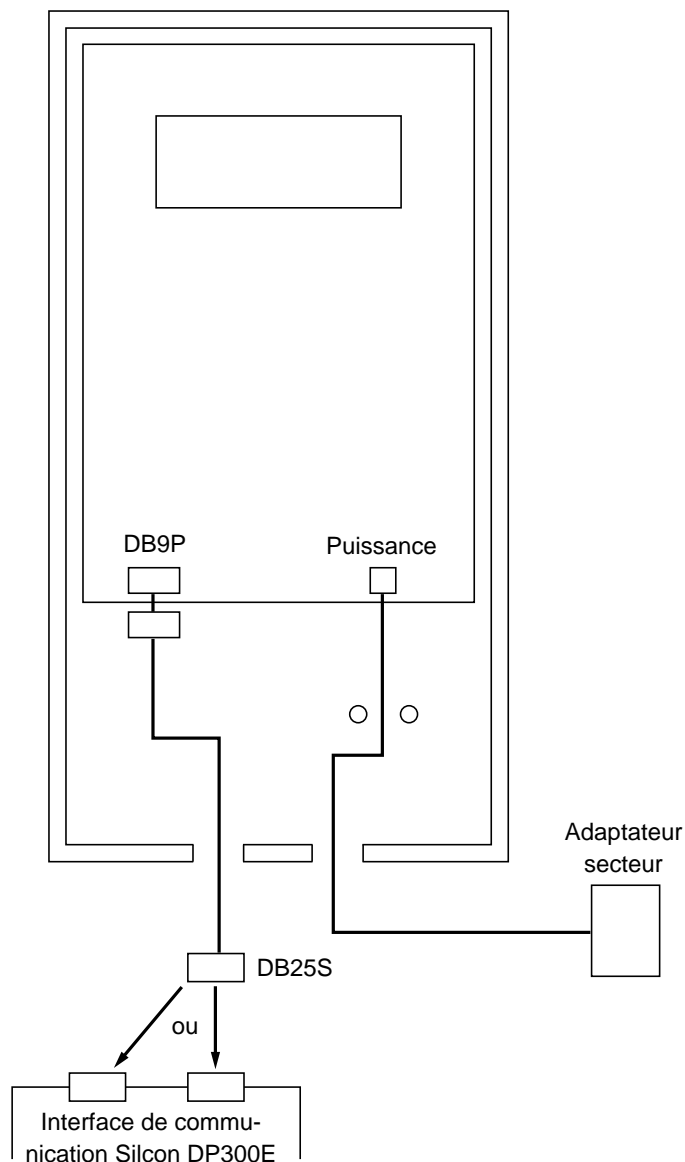 DB9P
Puissance
Adaptateur
secteur
DB25S
ou
Interface de commu-
nication Silcon DP300E